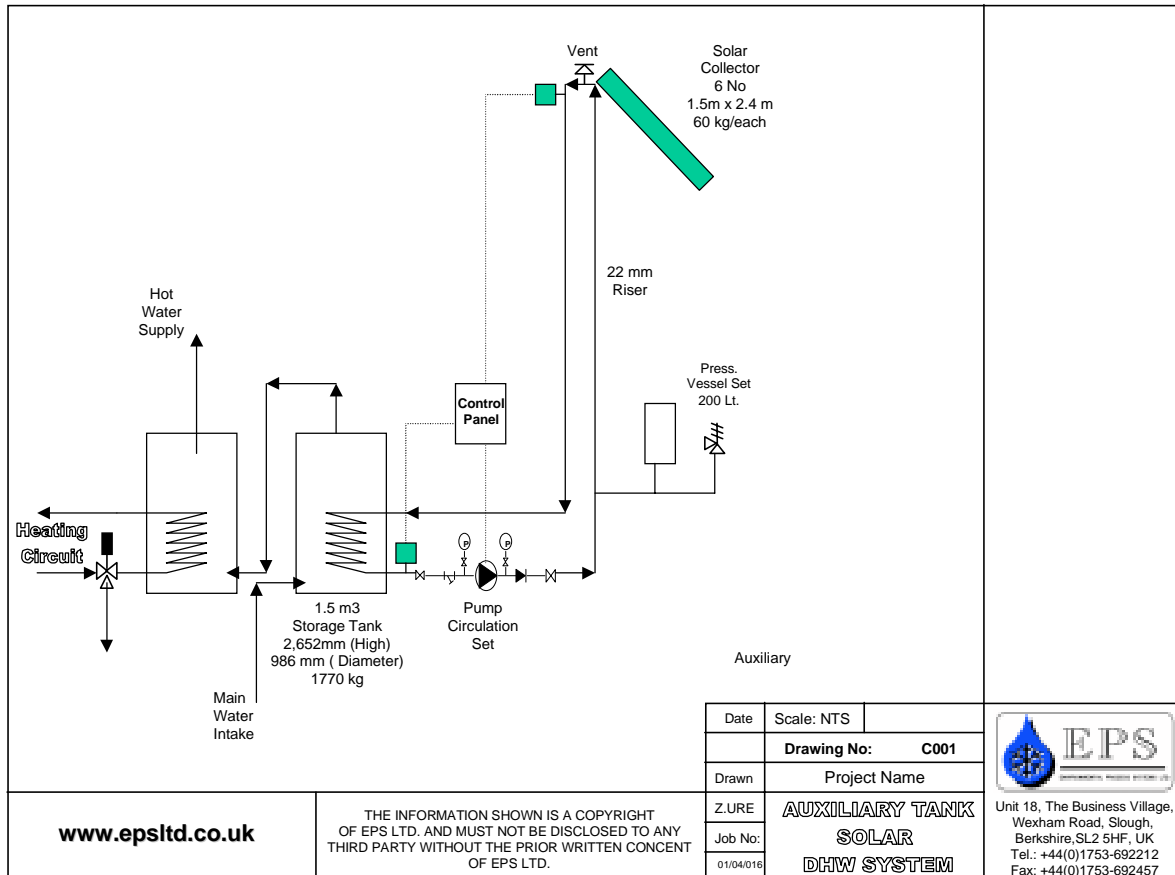 Vent
Solar
Collector
6 No
1.5m x 2.4 m
60 kg/each
22 mm
Riser
Hot
Water
Supply
Press.
Vessel Set
200 Lt.
Control
Panel
Heating
Circuit
P
P
1.5 m3
Storage Tank
2,652mm (High)
986 mm ( Diameter)
1770 kg
Pump
Circulation
Set
Auxiliary
Main
Water
Intake
Date
Scale: NTS
Drawing No: C001
Drawn
Project Name
Z.URE
Job No:
01/04/016
AUXILIARY TANK
SOLAR
DHW SYSTEM
EPS
Unit 18, The Business Village,
Wexham Road, Slough,
Berkshire,SL2 5HF, UK
Tel.: +44(0)1753-692212
Fax: +44(0)1753-692457
www.epsltd.co.uk
THE INFORMATION SHOWN IS A COPYRIGHT
OF EPS LTD. AND MUST NOT BE DISCLOSED TO ANY
THIRD PARTY WITHOUT THE PRIOR WRITTEN CONCENT
OF EPS LTD.